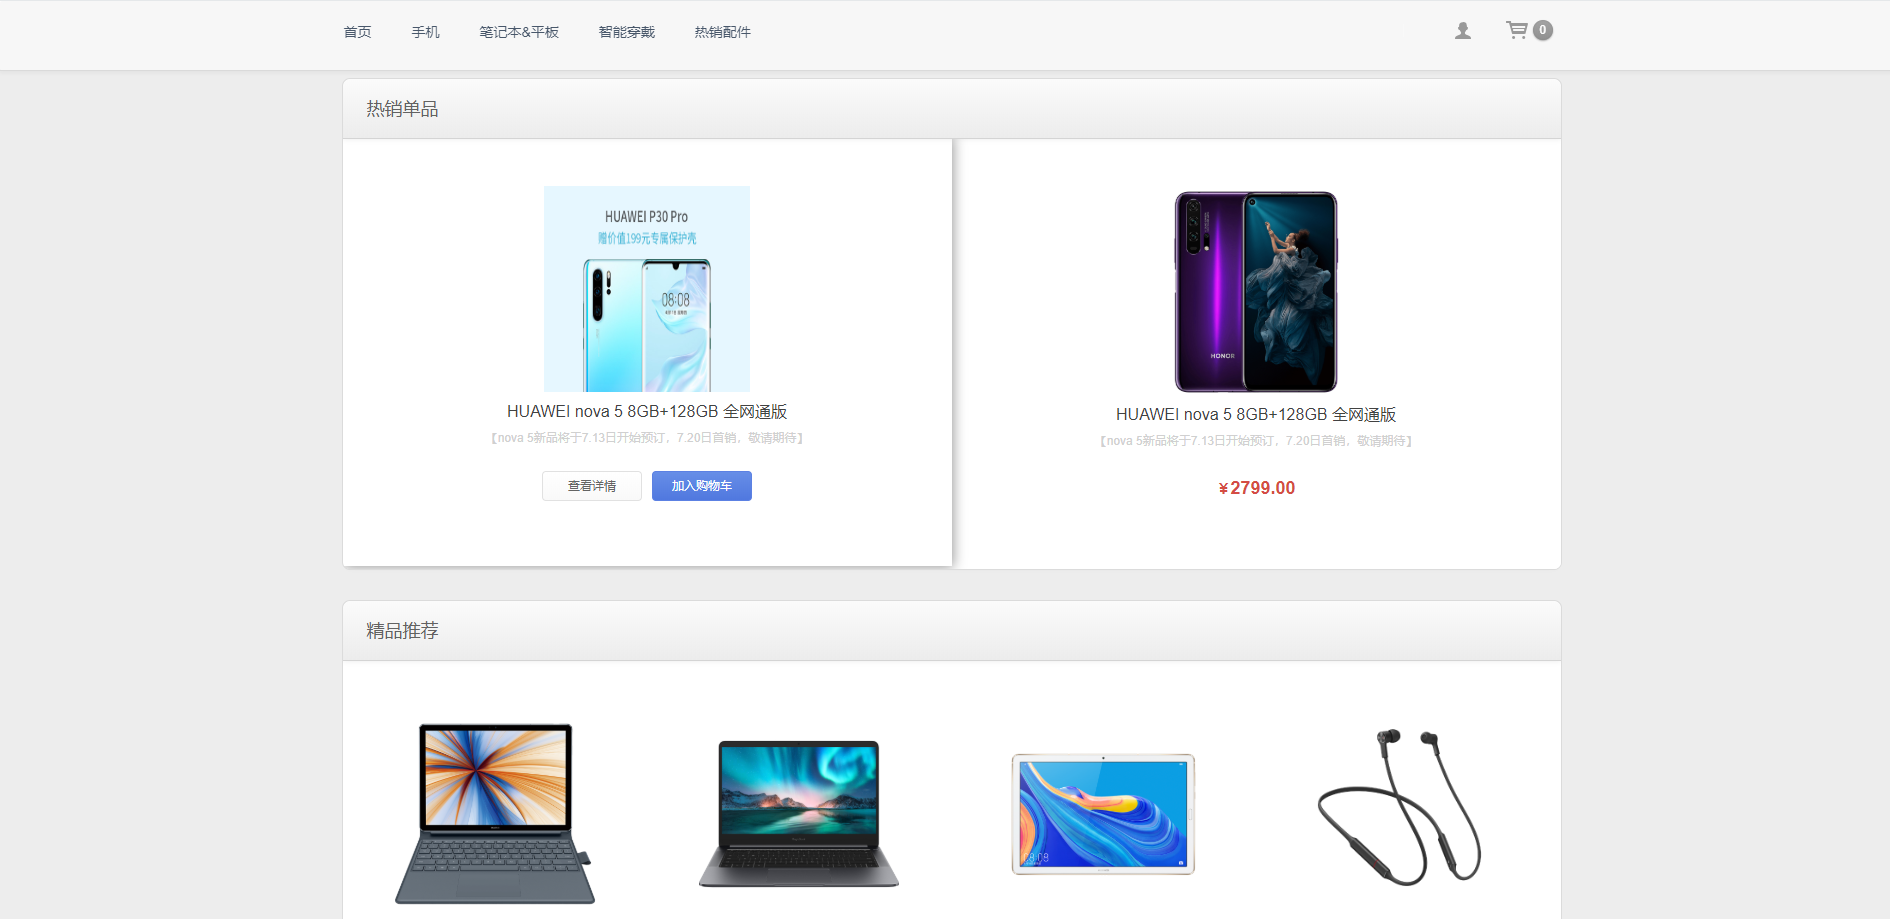 首页 手机 笔记本&平板 智能穿戴 热销配件 0
热销单品
HUAWEI P30 Pro
赠价值199元专属保护壳
08:08
HUAWEI nova 5 8GB+128GB 全网通版
【nova 5新品将于7.13日开始预订，7.20日首销，敬请期待】
查看详情 加入购物车
HONOR
HUAWEI nova 5 8GB+128GB 全网通版
【nova 5新品将于7.13日开始预订，7.20日首销，敬请期待】
¥2799.00
精品推荐
08:08